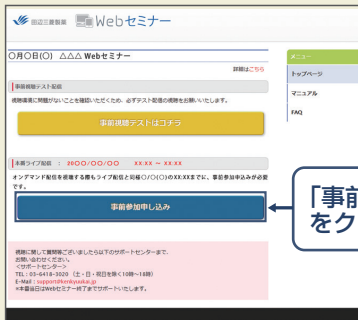 田辺三菱製薬 Webセミナー
〇月〇日(〇) △△△ Webセミナー
詳細はこちら
事前視聴テスト配信
視聴環境に問題がないことを確認いただくため、必ずテスト配信の視聴をお願いいたします。
事前視聴テストはコチラ
本番ライブ配信 : 20〇〇/〇〇/〇〇 XX:XX ～ XX:XX
オンデマンド配信を視聴する際もライブ配信と同様〇/〇(〇)のXX:XXまでに、事前参加申込みが必要
です。
事前参加申し込み
視聴に関して質問等ございましたら以下のサポートセンターまで、
お問い合わせください。
<サポートセンター>
TEL：03-6418-3020 （土・日・祝日を除く10時～18時）
E-Mail：support@kenkyuukai.jp
※本番当日はWebセミナー終了までサポートいたします。
メニュー
トップページ
マニュアル
FAQ
「事前
をク